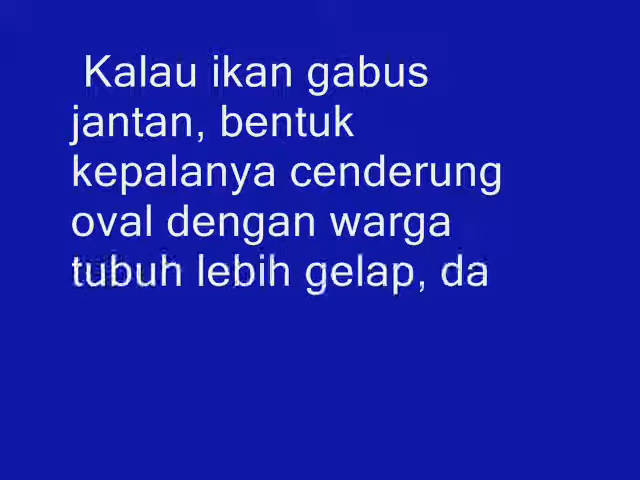 Kalau ikan gabus
jantan, bentuk
kepalanya cenderung
oval dengan warga
tubuh lebih gelap, da